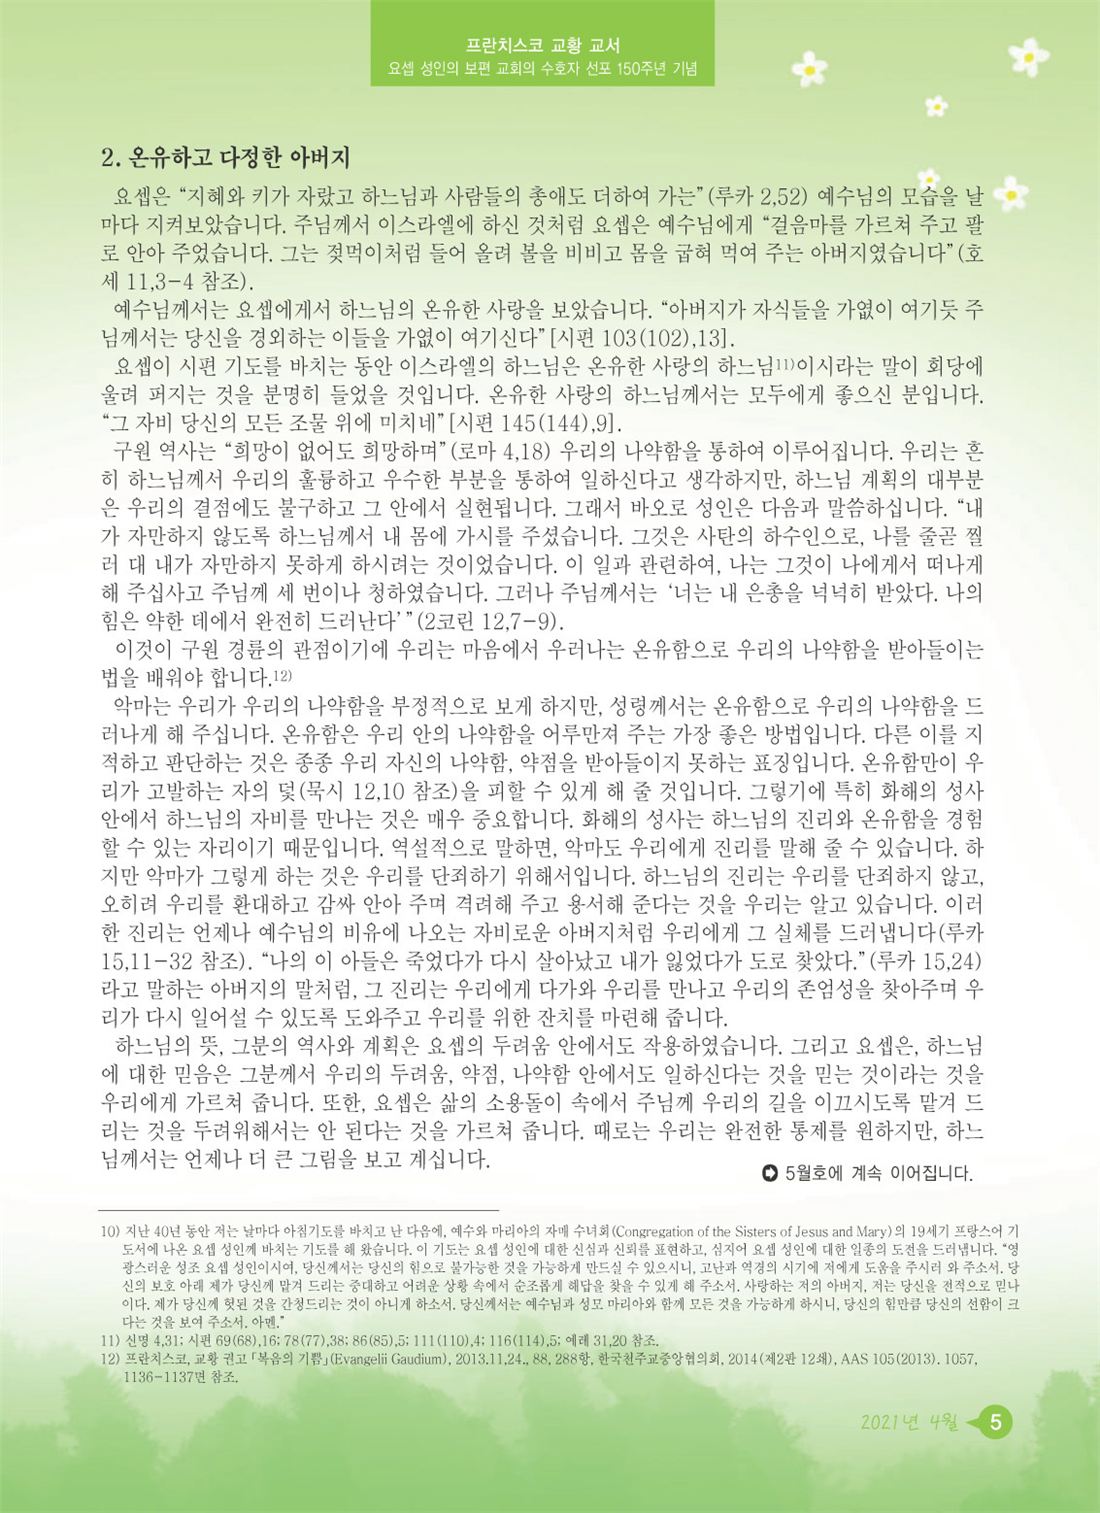 프란치스코 교황 교서
요셉 성인의 보편 교회의 수호자 선포 150주년 기념
2. 온유하고 다정한 아버지
요셉은 “지혜와 키가 자랐고 하느님과 사람들의 총애도 더하여 가는”(루카 2,52) 예수님의 모습을 날
마다 지켜보았습니다. 주님께서 이스라엘에 하신 것처럼 요셉은 예수님에게 “걸음마를 가르쳐 주고 팔
로 안아 주었습니다. 그는 젖먹이처럼 들어 올려 볼을 비비고 몸을 굽혀 먹여 주는 아버지였습니다”(호
세 11,3-4 참조).
예수님께서는 요셉에게서 하느님의 온유한 사랑을 보았습니다. “아버지가 자식들을 가엾이 여기듯 주
님께서는 당신을 경외하는 이들을 가엾이 여기신다”[시편 103(102),13].
요셉이 시편 기도를 바치는 동안 이스라엘의 하느님은 온유한 사랑의 하느님11)이시라는 말이 회당에
울려 퍼지는 것을 분명히 들었을 것입니다. 온유한 사랑의 하느님께서는 모두에게 좋으신 분입니다.
“그 자비 당신의 모든 조물 위에 미치네”[시편 145(144),9].
구원 역사는 “희망이 없어도 희망하며”(로마 4,18) 우리의 나약함을 통하여 이루어집니다. 우리는 흔
히 하느님께서 우리의 훌륭하고 우수한 부분을 통하여 일하신다고 생각하지만, 하느님 계획의 대부분
은 우리의 결점에도 불구하고 그 안에서 실현됩니다. 그래서 바오로 성인은 다음과 말씀하십니다. “내
가 자만하지 않도록 하느님께서 내 몸에 가시를 주셨습니다. 그것은 사탄의 하수인으로, 나를 줄곧 찔
러 대 내가 자만하지 못하게 하시려는 것이었습니다. 이 일과 관련하여, 나는 그것이 나에게서 떠나게
해 주십사고 주님께 세 번이나 청하였습니다. 그러나 주님께서는 ‘너는 내 은총을 넉넉히 받았다. 나의
힘은 약한 데에서 완전히 드러난다’”(2코린 12,7-9).
이것이 구원 경륜의 관점이기에 우리는 마음에서 우러나는 온유함으로 우리의 나약함을 받아들이는
법을 배워야 합니다.12)
악마는 우리가 우리의 나약함을 부정적으로 보게 하지만, 성령께서는 온유함으로 우리의 나약함을 드
러나게 해 주십니다. 온유함은 우리 안의 나약함을 어루만져 주는 가장 좋은 방법입니다. 다른 이를 지
적하고 판단하는 것은 종종 우리 자신의 나약함, 약점을 받아들이지 못하는 표징입니다. 온유함만이 우
리가 고발하는 자의 덫(묵시 12,10 참조)을 피할 수 있게 해 줄 것입니다. 그렇기에 특히 화해의 성사
안에서 하느님의 자비를 만나는 것은 매우 중요합니다. 화해의 성사는 하느님의 진리와 온유함을 경험
할 수 있는 자리이기 때문입니다. 역설적으로 말하면, 악마도 우리에게 진리를 말해 줄 수 있습니다. 하
지만 악마가 그렇게 하는 것은 우리를 단죄하기 위해서입니다. 하느님의 진리는 우리를 단죄하지 않고,
오히려 우리를 환대하고 감싸 안아 주며 격려해 주고 용서해 준다는 것을 우리는 알고 있습니다. 이러
한 진리는 언제나 예수님의 비유에 나오는 자비로운 아버지처럼 우리에게 그 실체를 드러냅니다(루카
15,11-32 참조). “나의 이 아들은 죽었다가 다시 살아났고 내가 잃었다가 도로 찾았다.”(루카 15,24)
라고 말하는 아버지의 말처럼, 그 진리는 우리에게 다가와 우리를 만나고 우리의 존엄성을 찾아주며 우
리가 다시 일어설 수 있도록 도와주고 우리를 위한 잔치를 마련해 줍니다.
하느님의 뜻, 그분의 역사와 계획은 요셉의 두려움 안에서도 작용하였습니다. 그리고 요셉은, 하느님
에 대한 믿음은 그분께서 우리의 두려움, 약점, 나약함 안에서도 일하신다는 것을 믿는 것이라는 것을
우리에게 가르쳐 줍니다. 또한, 요셉은 삶의 소용돌이 속에서 주님께 우리의 길을 이끄시도록 맡겨 드
리는 것을 두려워해서는 안 된다는 것을 가르쳐 줍니다. 때로는 우리는 완전한 통제를 원하지만, 하느
님께서는 언제나 더 큰 그림을 보고 계십니다.
5월호에 계속 이어집니다.
10) 지난 40년 동안 저는 날마다 아침기도를 바치고 난 다음에, 예수와 마리아의 자매 수녀회(Congregation of the Sisters of Jesus and Mary)의 19세기 프랑스어 기
도서에 나온 요셉 성인께 바치는 기도를 해 왔습니다. 이 기도는 요셉 성인에 대한 신심과 신뢰를 표현하고, 심지어 요셉 성인에 대한 일종의 도전을 드러냅니다. “영
광스러운 성조 요셉 성인이시여, 당신께서는 당신의 힘으로 불가능한 것을 가능하게 만드실 수 있으시니, 고난과 역경의 시기에 저에게 도움을 주시러 와 주소서. 당
신의 보호 아래 제가 당신께 맡겨 드리는 중대하고 어려운 상황 속에서 순조롭게 해답을 찾을 수 있게 해 주소서. 사랑하는 저의 아버지, 저는 당신을 전적으로 믿나
이다. 제가 당신께 헛된 것을 간청드리는 것이 아니게 하소서. 당신께서는 예수님과 성모 마리아와 함께 모든 것을 가능하게 하시니, 당신의 힘만큼 당신의 선함이 크
다는 것을 보여 주소서. 아멘.”
11) 신명 4,31; 시편 69(68),16; 78(77),38; 86(85),5; 111(110),4; 116(114),5; 예레 31,20 참조.
12) 프란치스코, 교황 권고 「복음의 기쁨」(Evangelii Gaudium), 2013.11.24., 88, 288항, 한국천주교중앙협의회, 2014(제2판 12쇄), AAS 105(2013). 1057,
1136-1137면 참조.
2021년 4월 5